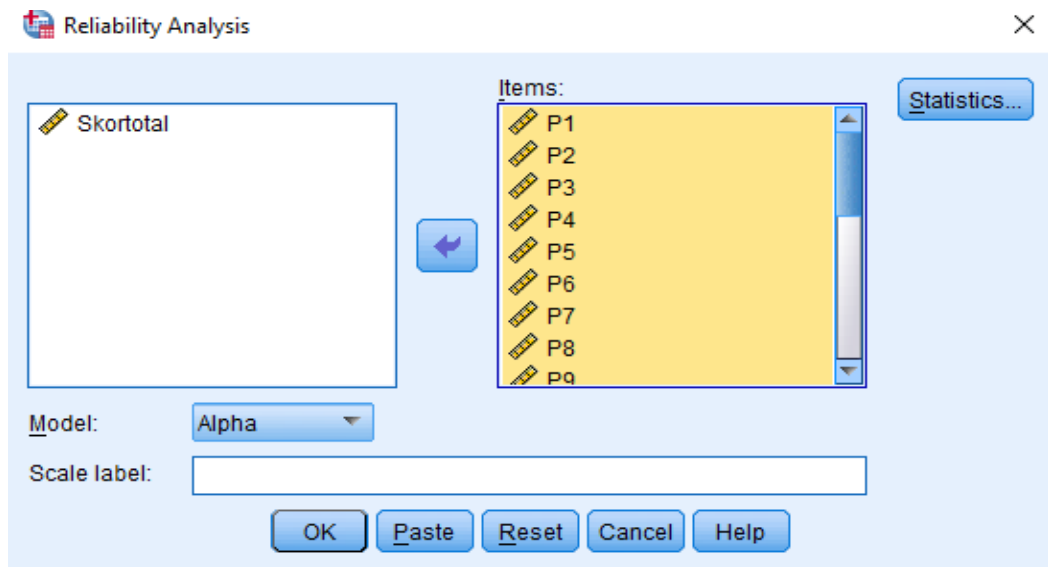 Reliability Analysis
Items:
Statistics...
Skortotal
P1
P2
P3
P4
P5
P6
P7
P8
P9
Model:
Alpha
Scale label:
OK Paste Reset Cancel Help